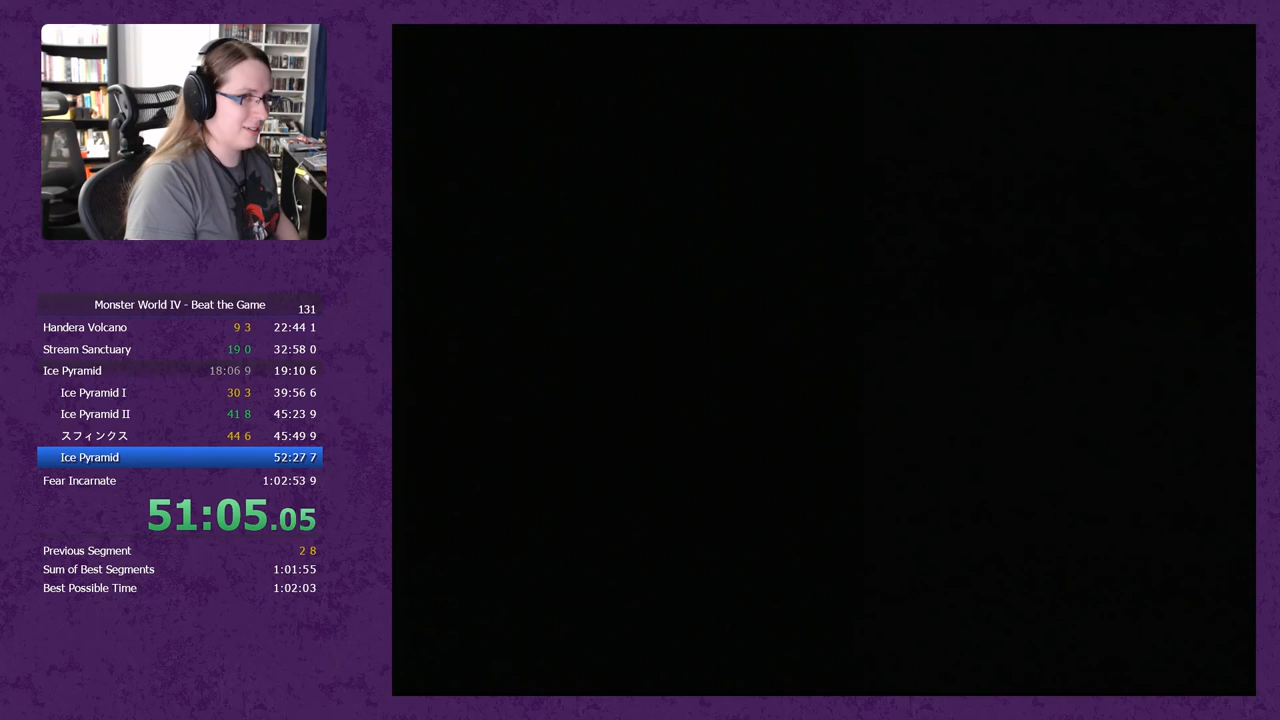 Monster World IV - Beat the Game
131
Handera Volcano 9 3 22:44 1
Stream Sanctuary 19 0 32:58 0
Ice Pyramid 18:06 9 19:10 6
Ice Pyramid I 30 3 39:56 6
Ice Pyramid II 41 8 45:23 9
スフィンクス 44 6 45:49 9
Ice Pyramid 52:27 7
Fear Incarnate 1:02:53 9
51:05.05
Previous Segment 2 8
Sum of Best Segments 1:01:55
Best Possible Time 1:02:03